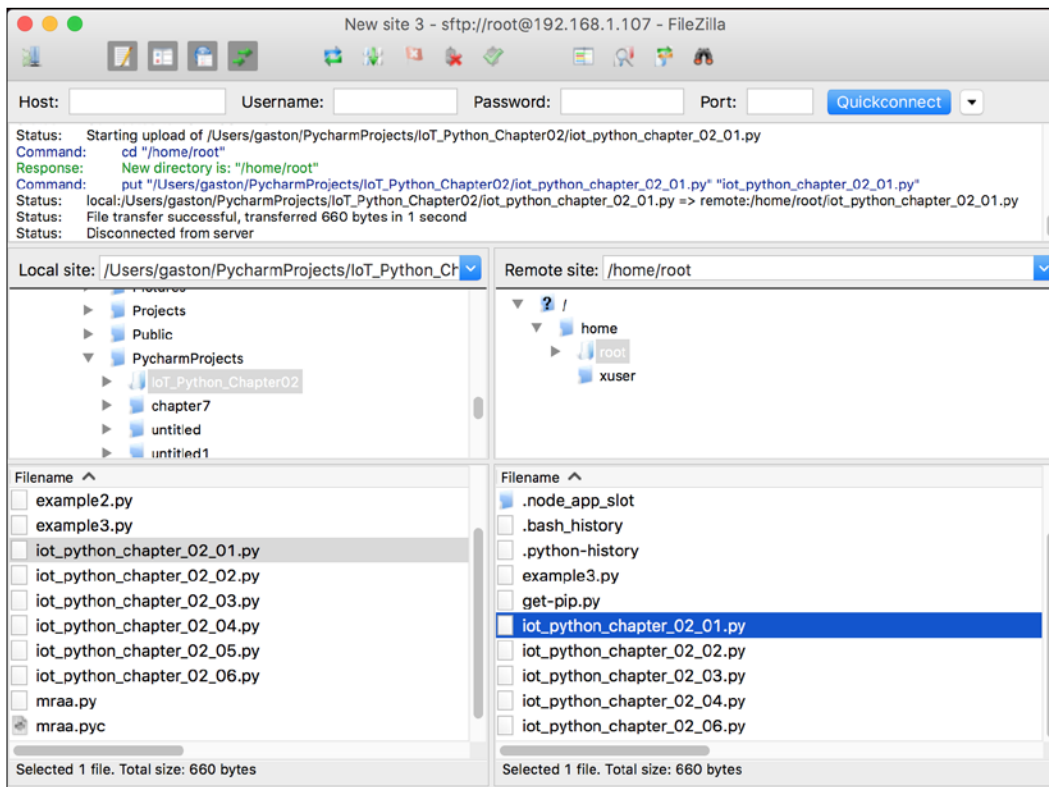 New site 3 - sftp://root@192.168.1.107 - FileZilla
Host: Username: Password: Port: Quickconnect
Status: Starting upload of /Users/gaston/PycharmProjects/IoT_Python_Chapter02/iot_python_chapter_02_01.py
Command: cd "/home/root"
Response: New directory is: "/home/root"
Command: put "/Users/gaston/PycharmProjects/IoT_Python_Chapter02/iot_python_chapter_02_01.py" "iot_python_chapter_02_01.py"
Status: local:/Users/gaston/PycharmProjects/IoT_Python_Chapter02/iot_python_chapter_02_01.py => remote:/home/root/iot_python_chapter_02_01.py
Status: File transfer successful, transferred 660 bytes in 1 second
Status: Disconnected from server
Local site: /Users/gaston/PycharmProjects/IoT_Python_Ch
Pictures
Projects
Public
PycharmProjects
IoT_Python_Chapter02
chapter7
untitled
untitled1
Remote site: /home/root
/
home
root
xuser
Filename
example2.py
example3.py
iot_python_chapter_02_01.py
iot_python_chapter_02_02.py
iot_python_chapter_02_03.py
iot_python_chapter_02_04.py
iot_python_chapter_02_05.py
iot_python_chapter_02_06.py
mraa.py
mraa.pyc
Selected 1 file. Total size: 660 bytes
Filename
.node_app_slot
.bash_history
.python-history
example3.py
get-pip.py
iot_python_chapter_02_01.py
iot_python_chapter_02_02.py
iot_python_chapter_02_03.py
iot_python_chapter_02_04.py
iot_python_chapter_02_06.py
Selected 1 file. Total size: 660 bytes